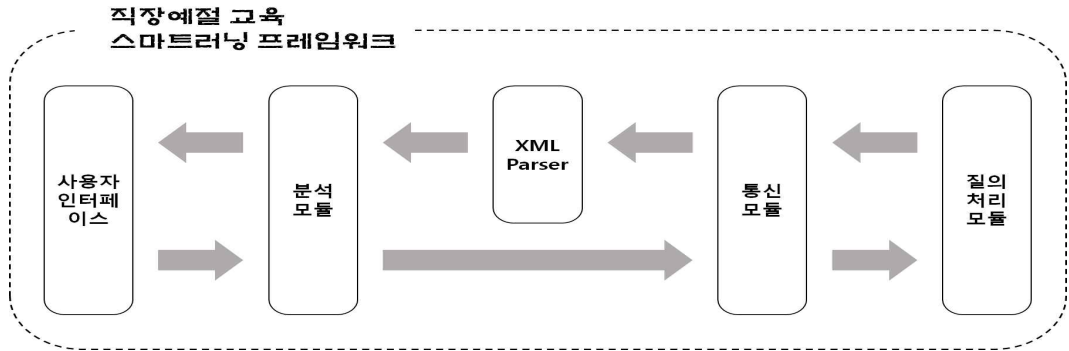 직장예절 교육
스마트러닝 프레임워크
사용자
인터페
이스
분석
모듈
XML
Parser
통신
모듈
질의
처리
모듈